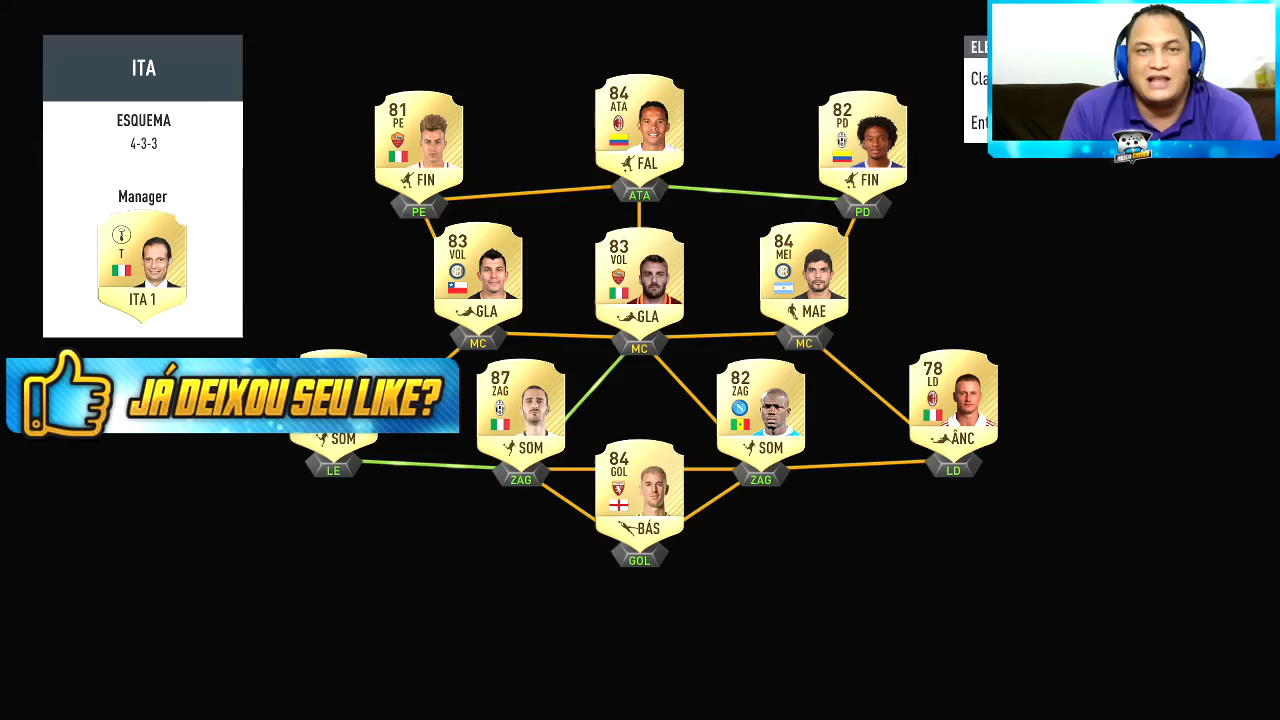 ITA
ESQUEMA
4-3-3
Manager
T
ITA 1
ELE
Cla
Ent
81
PE
FIN
PE
84
ATA
FAL
ATA
82
PD
FIN
PD
83
VOL
GLA
MC
83
VOL
GLA
MC
84
MEI
MAE
MC
JÁ DEIXOU SEU LIKE?
SOM
LE
87
ZAG
SOM
ZAG
82
ZAG
SOM
ZAG
78
LD
ÂNC
LD
84
GOL
BÁS
GOL